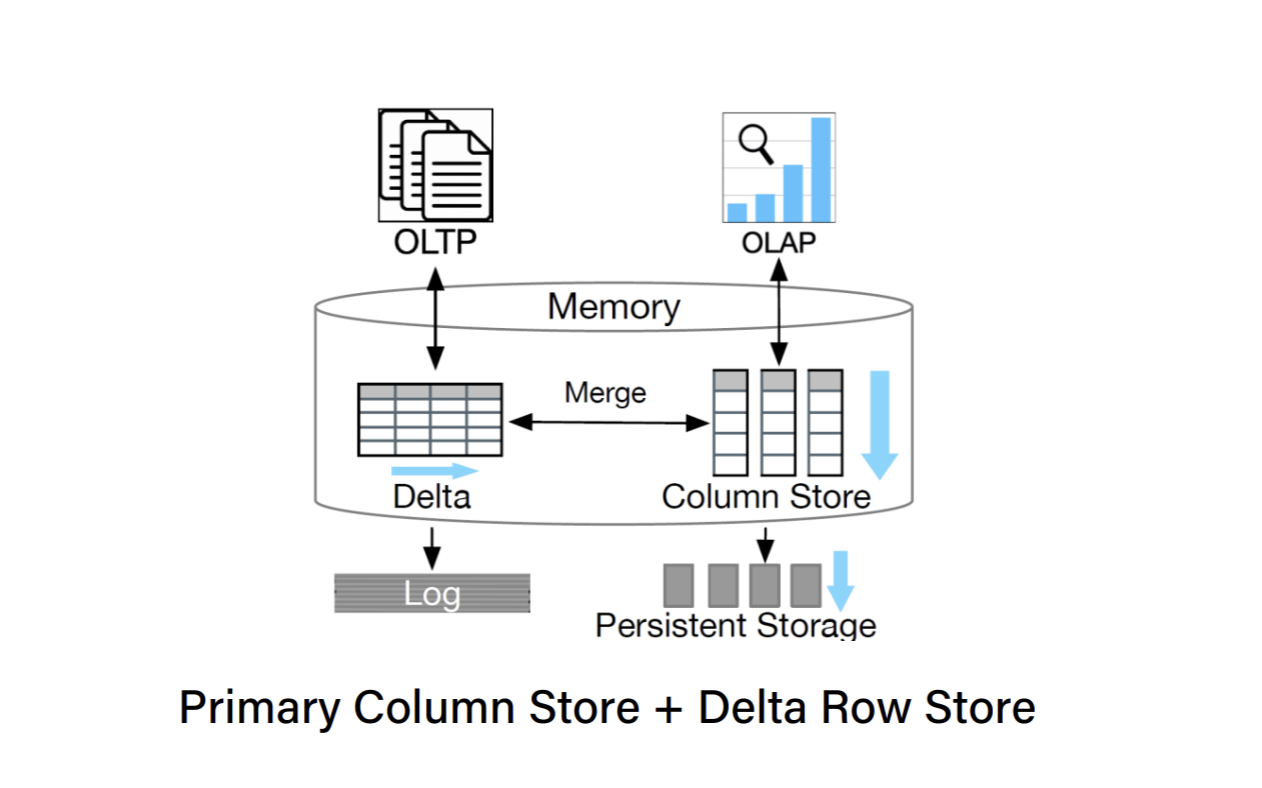 OLTP
OLAP
Memory
Merge
Delta
Column Store
Log
Persistent Storage
Primary Column Store + Delta Row Store